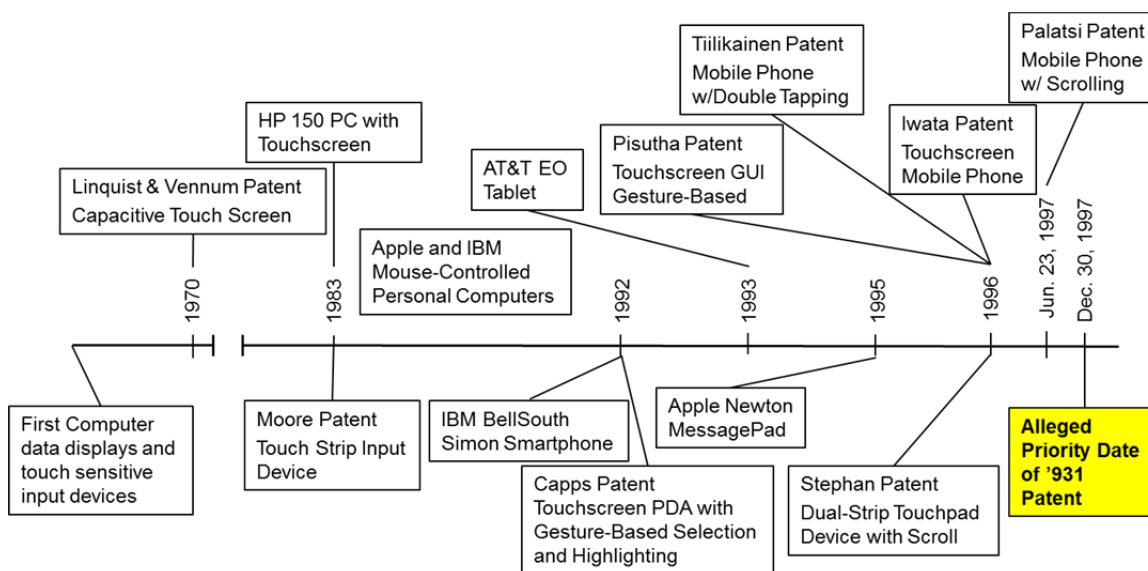 Tiilikainen Patent
Mobile Phone
w/Double Tapping
Palatsi Patent
Mobile Phone
w/ Scrolling
HP 150 PC with
Touchscreen
Pisutha Patent
Touchscreen GUI
Gesture-Based
Iwata Patent
Touchscreen
Mobile Phone
AT&T EO
Tablet
Linquist & Vennum Patent
Capacitive Touch Screen
Apple and IBM
Mouse-Controlled
Personal Computers
1970
1983
1992
1993
1995
1996
Jun. 23, 1997
Dec. 30, 1997
First Computer
data displays and
touch sensitive
input devices
Moore Patent
Touch Strip Input
Device
IBM BellSouth
Simon Smartphone
Apple Newton
MessagePad
Capps Patent
Touchscreen PDA with
Gesture-Based Selection
and Highlighting
Stephan Patent
Dual-Strip Touchpad
Device with Scroll
Alleged
Priority Date
of ’931
Patent